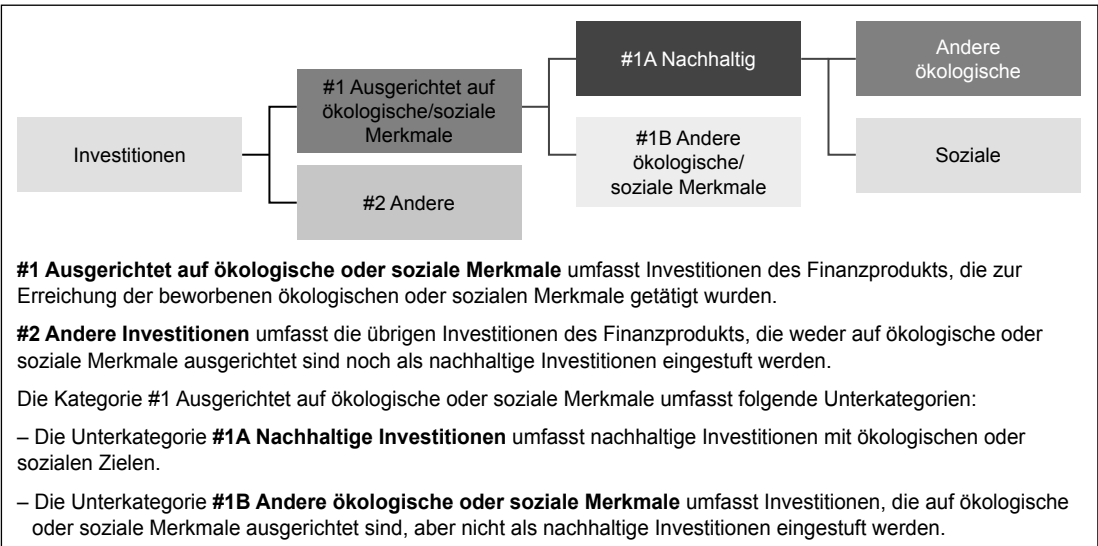 Investitionen
#1 Ausgerichtet auf
ökologische/soziale
Merkmale
#2 Andere
#1A Nachhaltig
#1B Andere
ökologische/
soziale Merkmale
Andere
ökologische
Soziale
#1 Ausgerichtet auf ökologische oder soziale Merkmale umfasst Investitionen des Finanzprodukts, die zur
Erreichung der beworbenen ökologischen oder sozialen Merkmale getätigt wurden.
#2 Andere Investitionen umfasst die übrigen Investitionen des Finanzprodukts, die weder auf ökologische oder
soziale Merkmale ausgerichtet sind noch als nachhaltige Investitionen eingestuft werden.
Die Kategorie #1 Ausgerichtet auf ökologische oder soziale Merkmale umfasst folgende Unterkategorien:
– Die Unterkategorie #1A Nachhaltige Investitionen umfasst nachhaltige Investitionen mit ökologischen oder
sozialen Zielen.
– Die Unterkategorie #1B Andere ökologische oder soziale Merkmale umfasst Investitionen, die auf ökologische
oder soziale Merkmale ausgerichtet sind, aber nicht als nachhaltige Investitionen eingestuft werden.